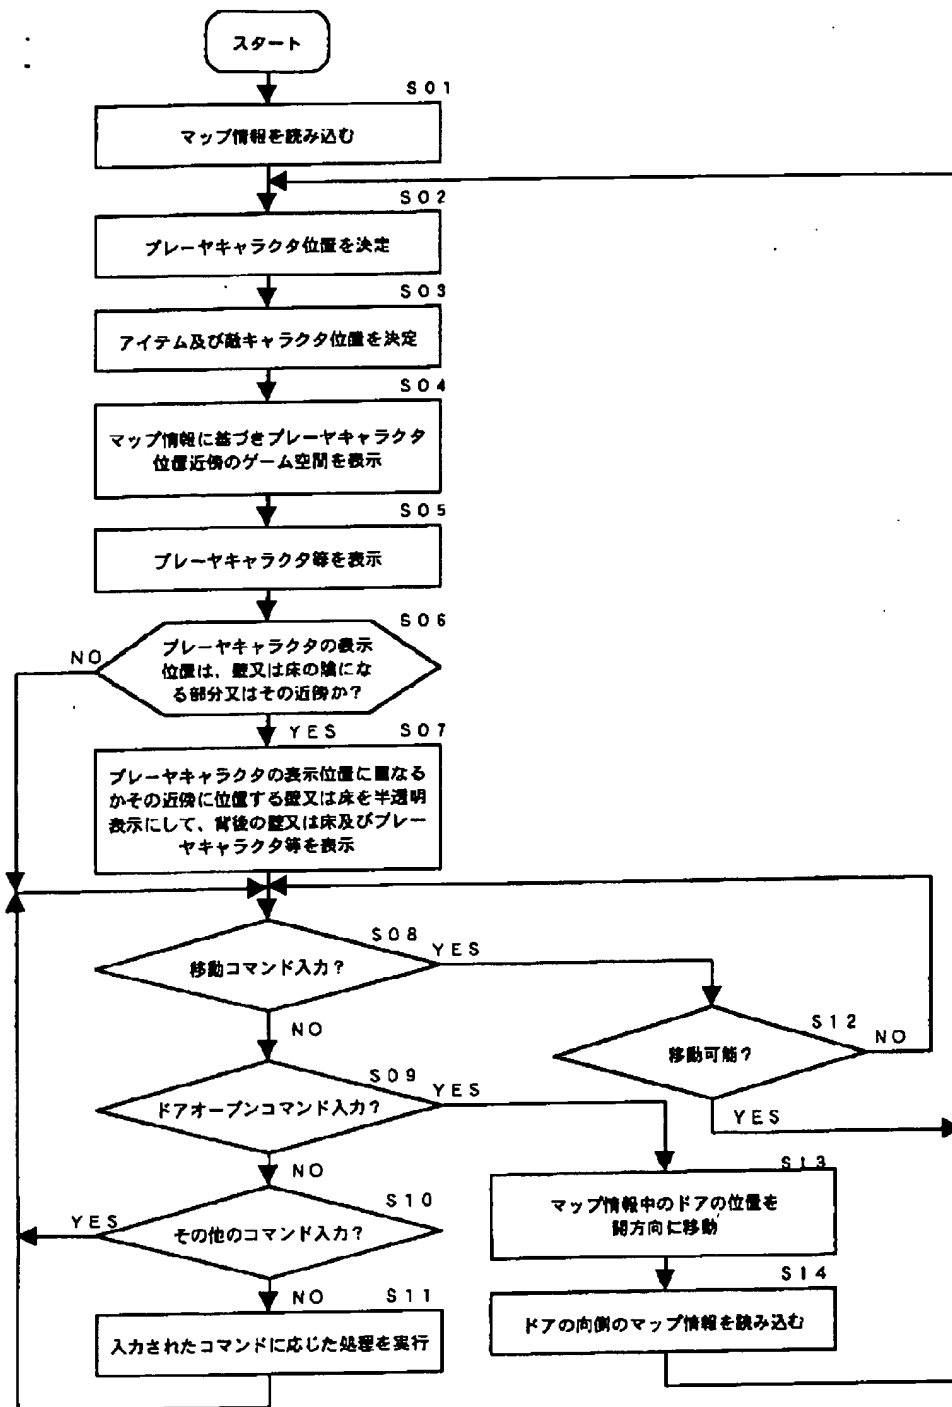 スタート
S01
マップ情報を読み込む
S02
プレーヤキャラクタ位置を決定
S03
アイテム及び敵キャラクタ位置を決定
S04
マップ情報に基づきプレーヤキャラクタ
位置近傍のゲーム空間を表示
S05
プレーヤキャラクタ等を表示
S06
プレーヤキャラクタの表示
位置は、壁又は床の陰にな
る部分又はその近傍か?
NO
YES
S07
プレーヤキャラクタの表示位置に重なる
かその近傍に位置する壁又は床を半透明
表示にして、背後の壁又は床及びプレー
ヤキャラクタ等を表示
S08
移動コマンド入力?
YES
NO
S12
移動可能?
NO
YES
S09
ドアオープンコマンド入力?
YES
NO
S13
マップ情報中のドアの位置を
開方向に移動
S10
その他のコマンド入力?
YES
NO
S14
ドアの向側のマップ情報を読み込む
S11
入力されたコマンドに応じた処理を実行